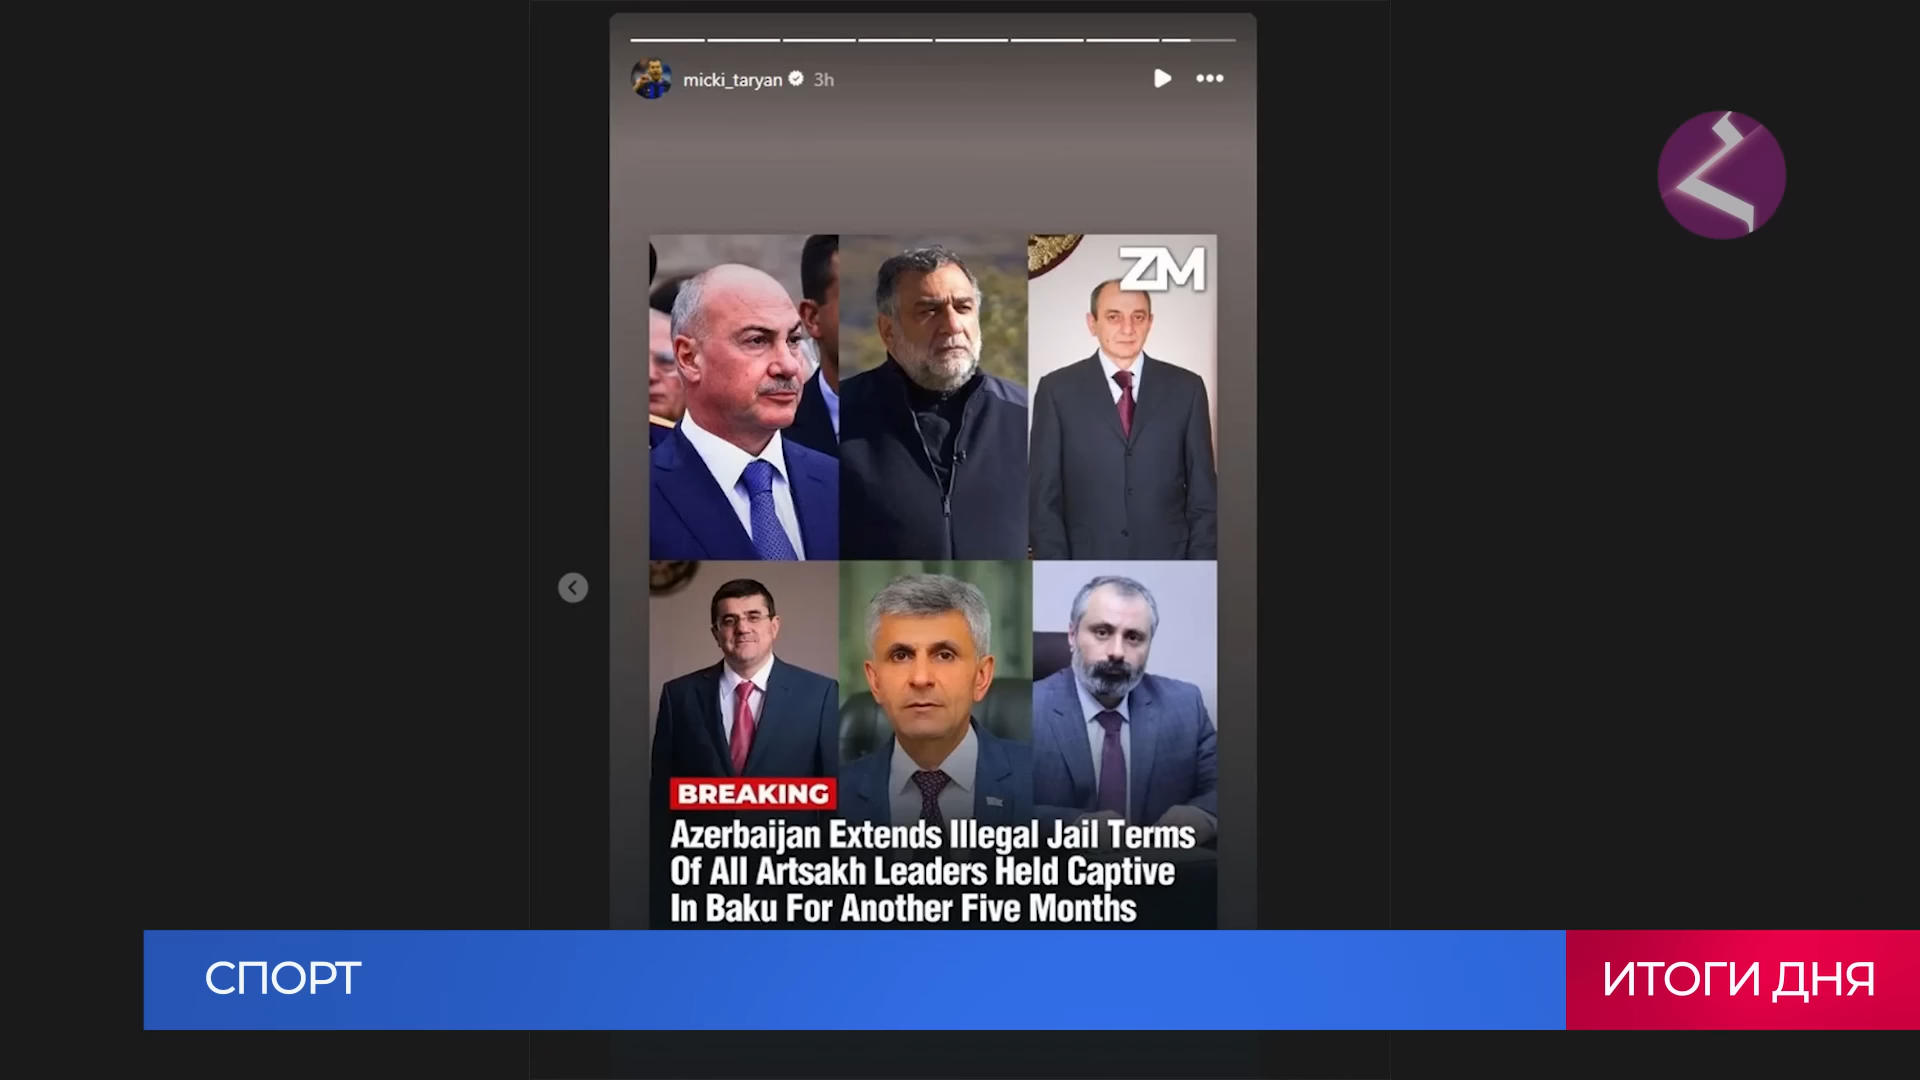 micki_taryan 3h
ZM
BREAKING
Azerbaijan Extends Illegal Jail Terms
Of All Artsakh Leaders Held Captive
In Baku For Another Five Months
СПОРТ
ИТОГИ ДНЯ